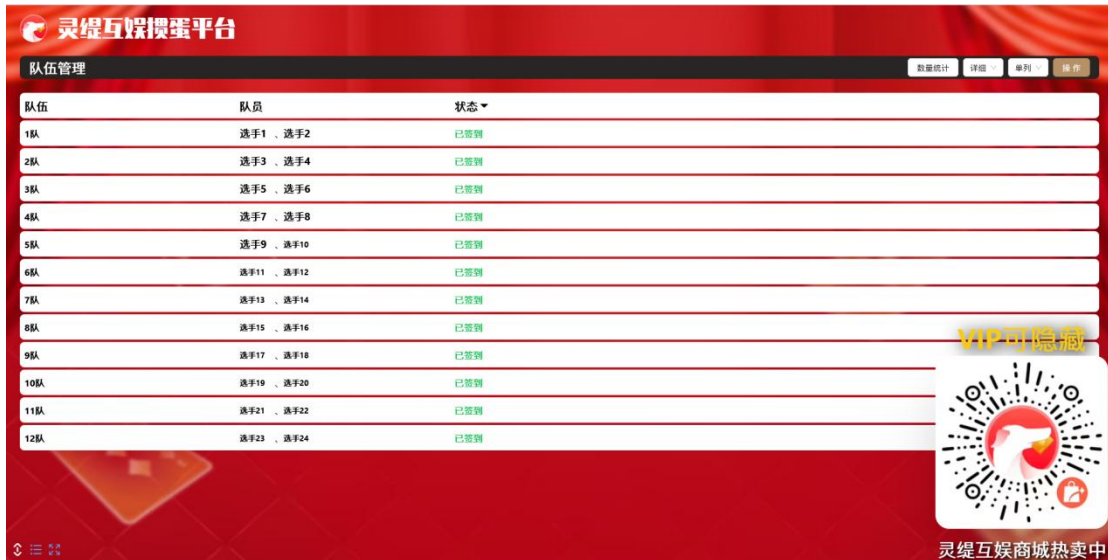 灵缇互娱掼蛋平台
队伍管理 数量统计 详细 单列 操作
队伍 队员 状态
1队 选手1 、选手2 已签到
2队 选手3 、选手4 已签到
3队 选手5 、选手6 已签到
4队 选手7 、选手8 已签到
5队 选手9 、选手10 已签到
6队 选手11 、选手12 已签到
7队 选手13 、选手14 已签到
8队 选手15 、选手16 已签到
VIP可隐藏
9队 选手17 、选手18 已签到
10队 选手19 、选手20 已签到
11队 选手21 、选手22 已签到
12队 选手23 、选手24 已签到
灵缇互娱商城热卖中